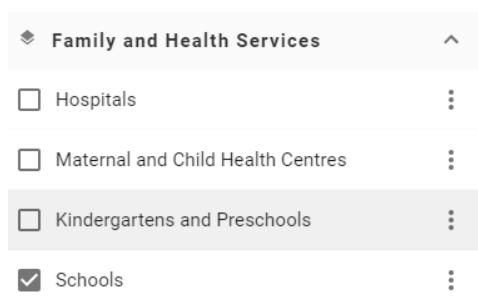 Family and Health Services
Hospitals
Maternal and Child Health Centres
Kindergartens and Preschools
Schools